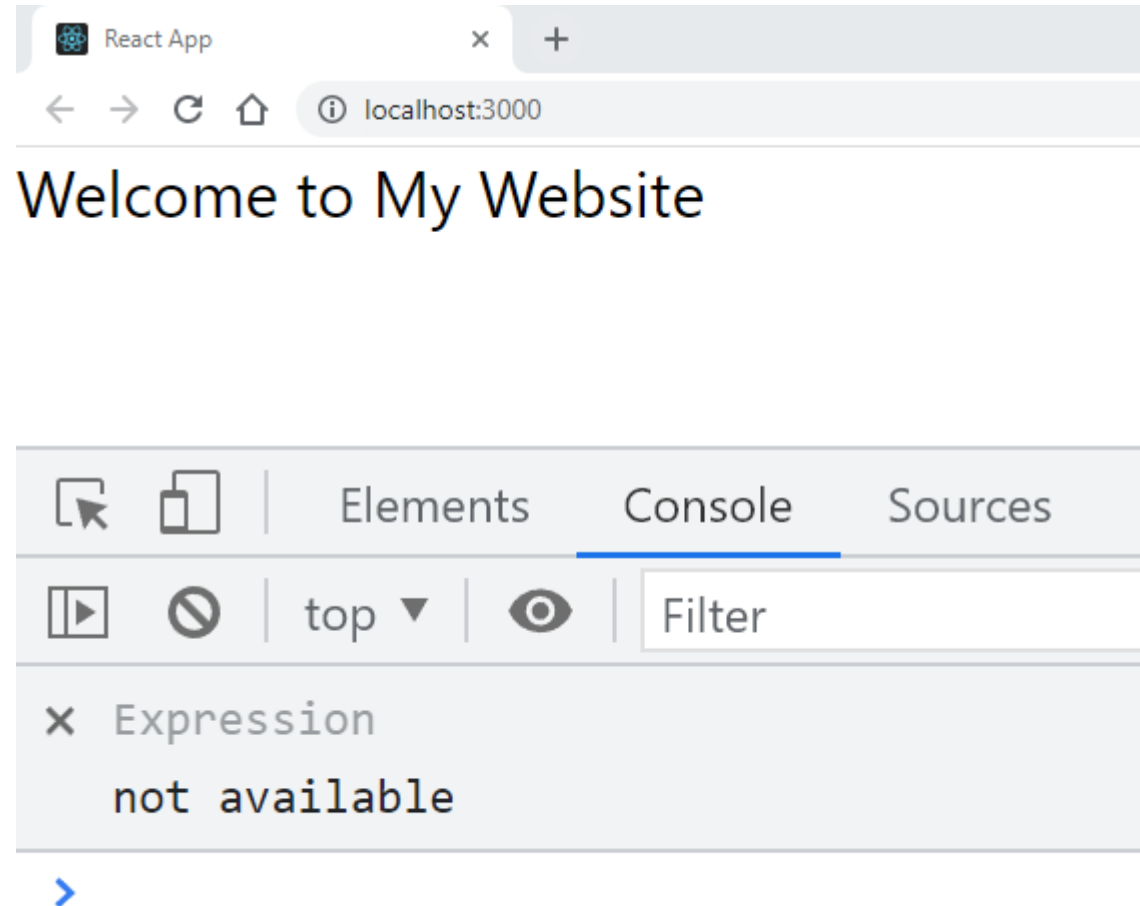 React App
localhost:3000
Welcome to My Website
Elements Console Sources
top Filter
Expression
not available